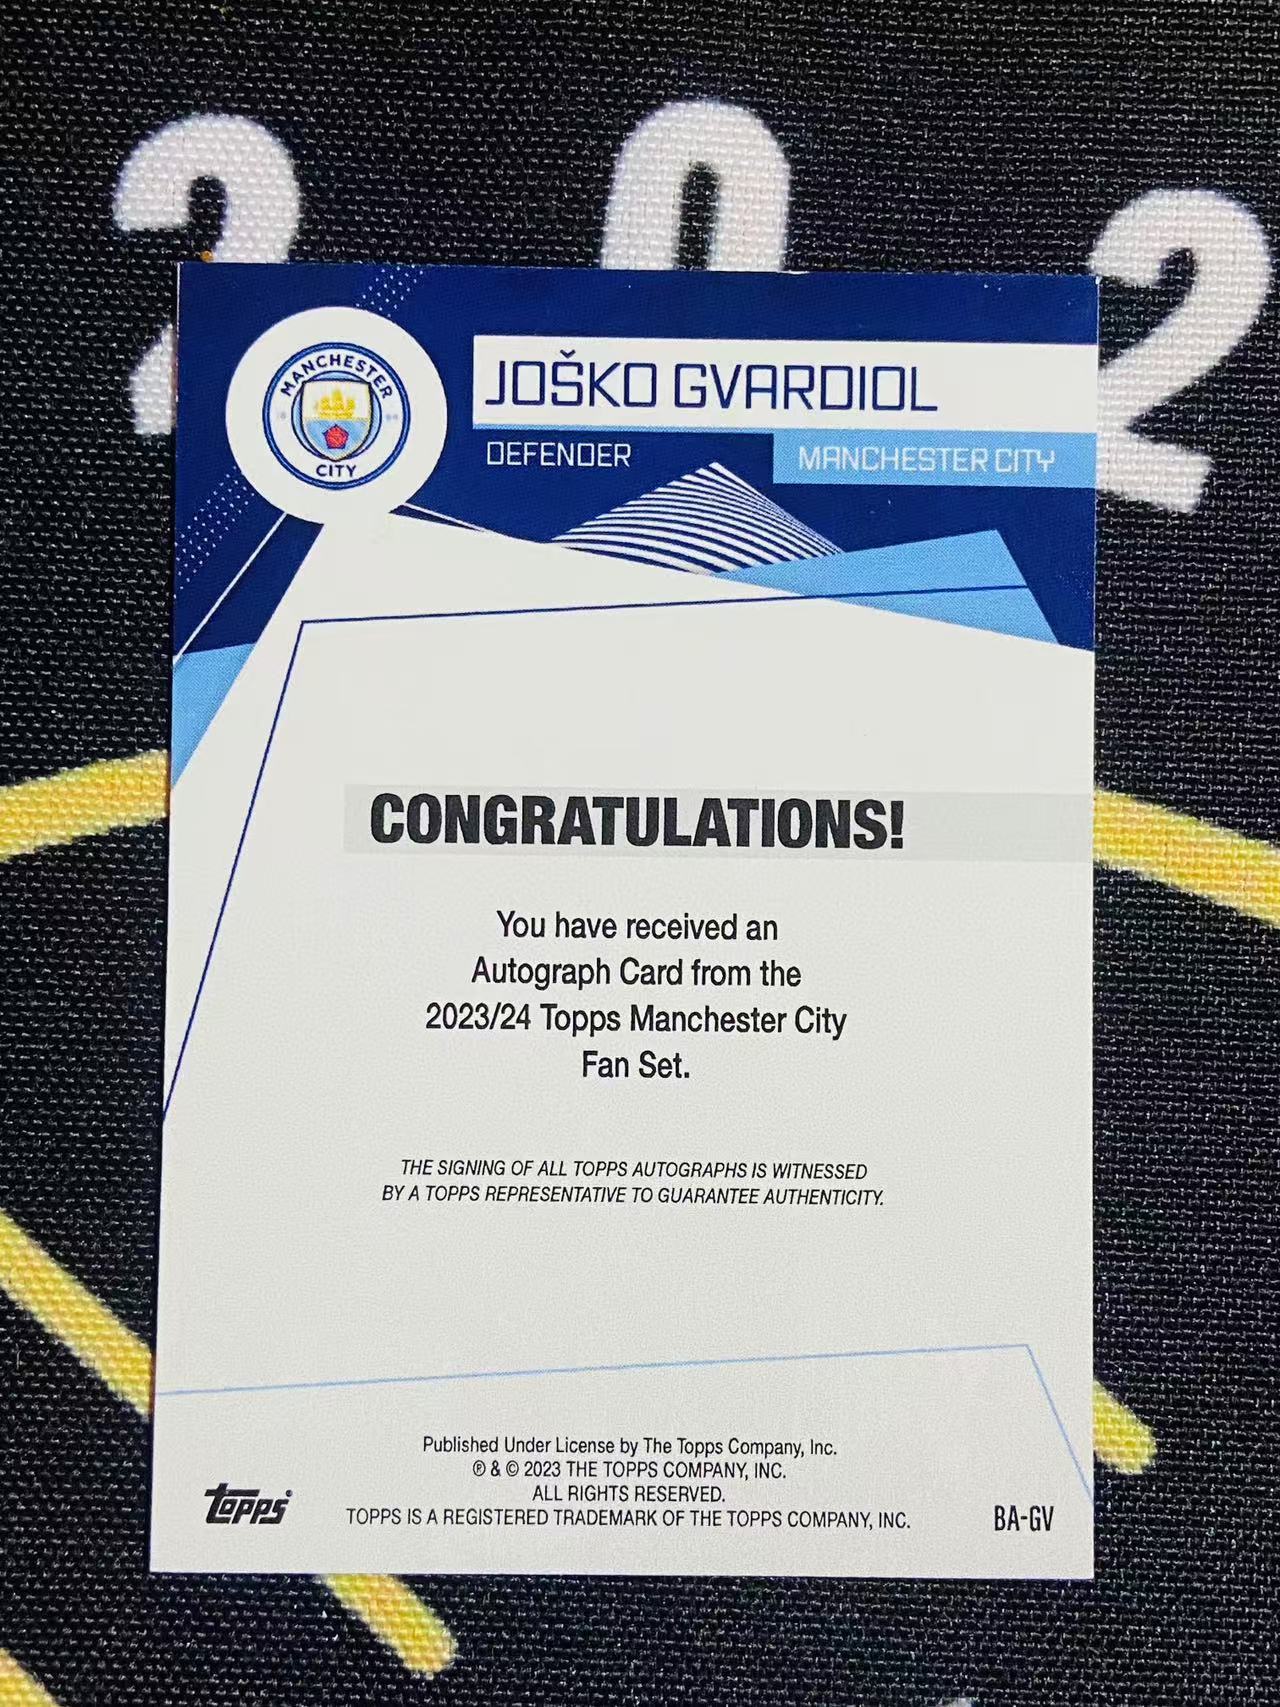 2 0 2
MANCHESTER
CITY
JOŠKO GVARDIOL
DEFENDER
MANCHESTER CITY
CONGRATULATIONS!
You have received an
Autograph Card from the
2023/24 Topps Manchester City
Fan Set.
THE SIGNING OF ALL TOPPS AUTOGRAPHS IS WITNESSED
BY A TOPPS REPRESENTATIVE TO GUARANTEE AUTHENTICITY.
Published Under License by The Topps Company, Inc.
℗ & © 2023 THE TOPPS COMPANY, INC.
ALL RIGHTS RESERVED.
TOPPS IS A REGISTERED TRADEMARK OF THE TOPPS COMPANY, INC.
topps
BA-GV